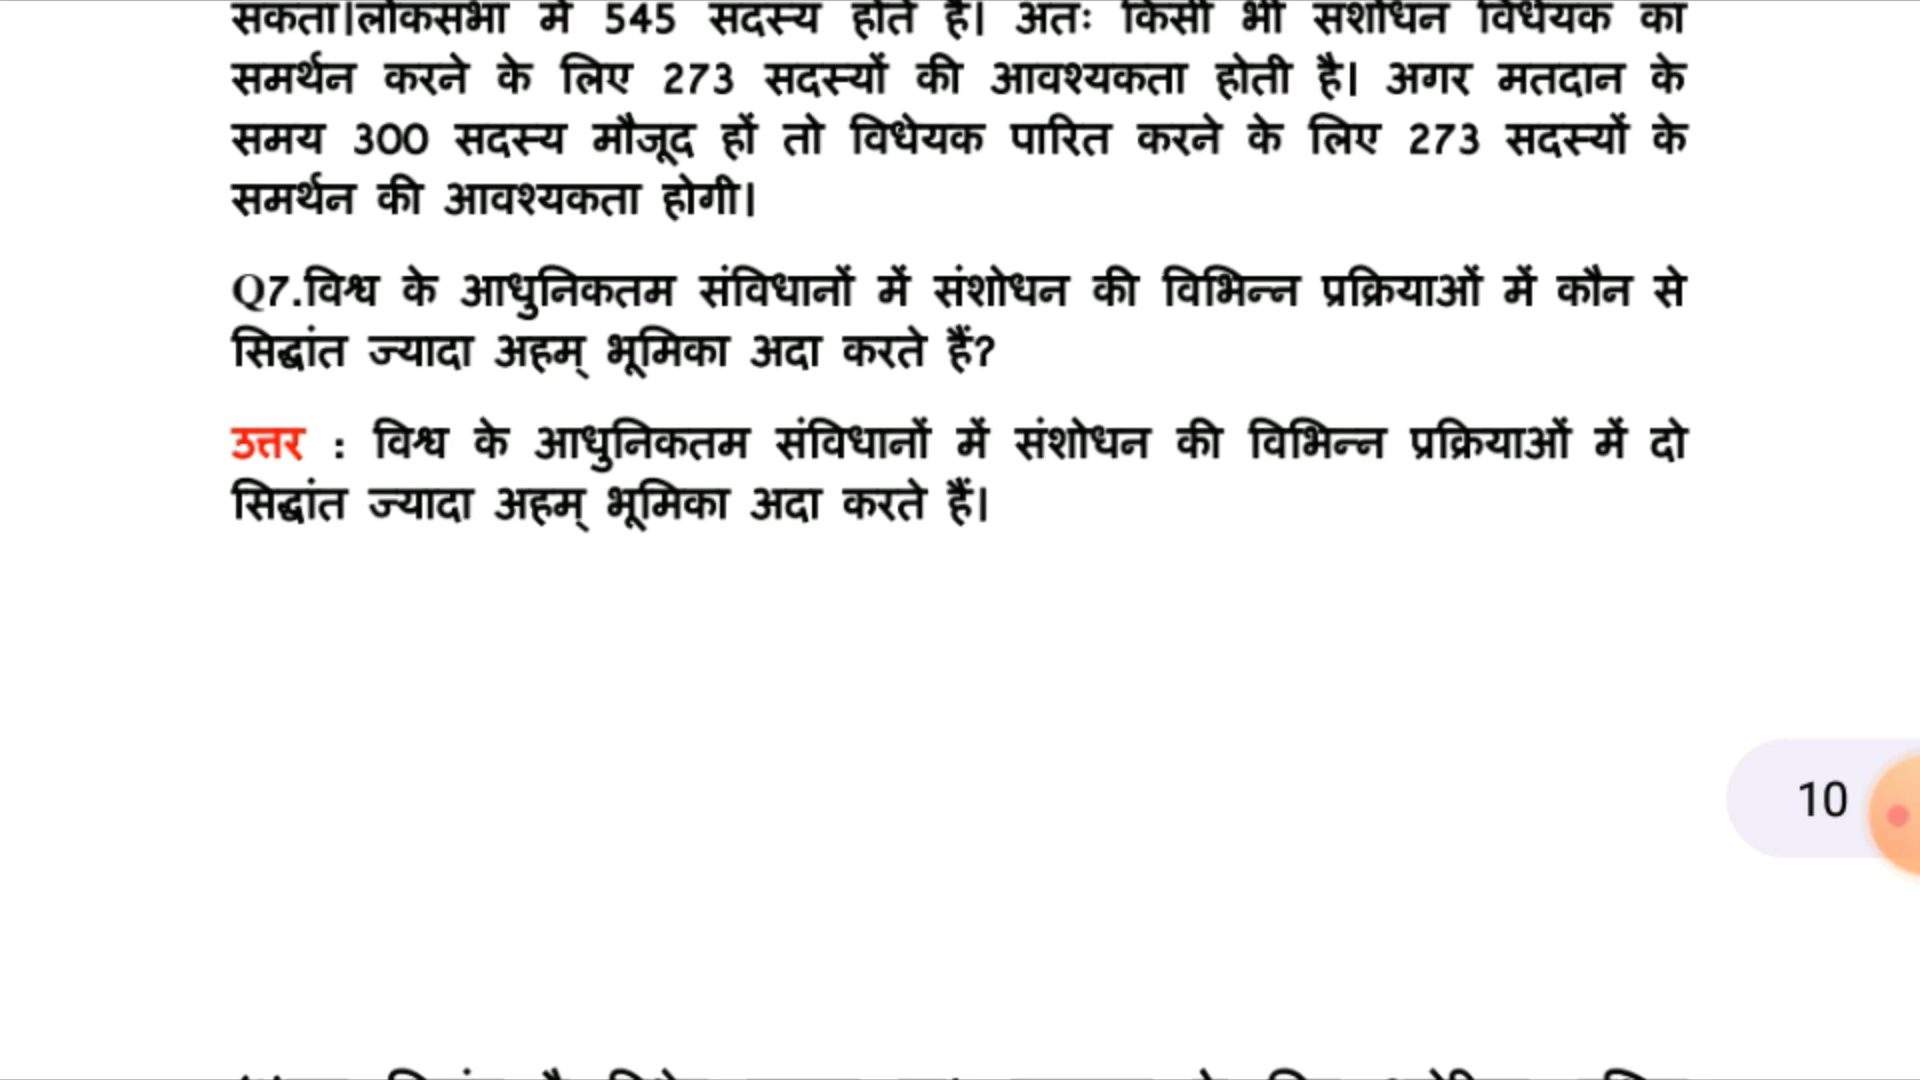 सकता।लोकसभा में 545 सदस्य होते हैं। अतः किसी भी संशोधन विधेयक का
समर्थन करने के लिए 273 सदस्यों की आवश्यकता होती है। अगर मतदान के
समय 300 सदस्य मौजूद हों तो विधेयक पारित करने के लिए 273 सदस्यों के
समर्थन की आवश्यकता होगी।
Q7.विश्व के आधुनिकतम संविधानों में संशोधन की विभिन्न प्रक्रियाओं में कौन से
सिद्धांत ज्यादा अहम् भूमिका अदा करते हैं?
उत्तर : विश्व के आधुनिकतम संविधानों में संशोधन की विभिन्न प्रक्रियाओं में दो
सिद्धांत ज्यादा अहम् भूमिका अदा करते हैं।
10